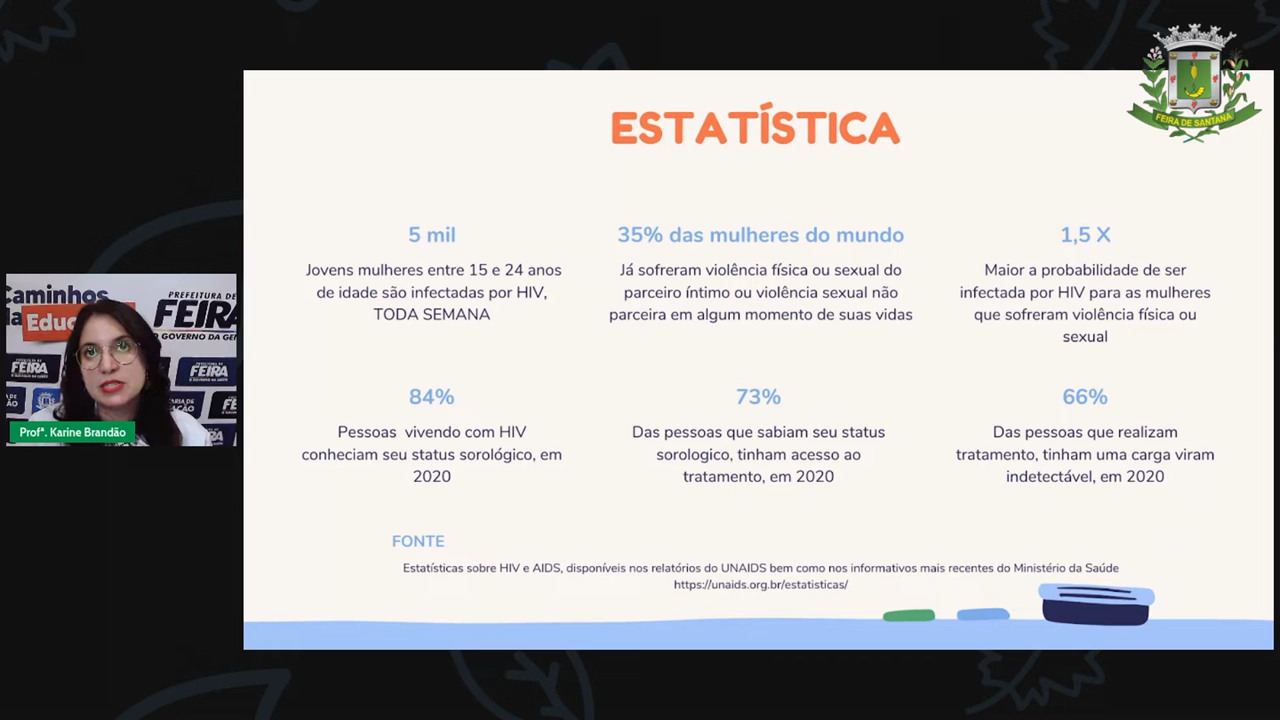 FEIRA DE SANTANA
ESTATÍSTICA
5 mil
Jovens mulheres entre 15 e 24 anos
de idade são infectadas por HIV,
TODA SEMANA
35% das mulheres do mundo
Já sofreram violência física ou sexual do
parceiro íntimo ou violência sexual não
parceira em algum momento de suas vidas
1,5 X
Maior a probabilidade de ser
infectada por HIV para as mulheres
que sofreram violência física ou
sexual
84%
Pessoas vivendo com HIV
conheciam seu status sorológico, em
2020
73%
Das pessoas que sabiam seu status
sorologico, tinham acesso ao
tratamento, em 2020
66%
Das pessoas que realizam
tratamento, tinham uma carga viram
indetectável, em 2020
FONTE
Estatísticas sobre HIV e AIDS, disponíveis nos relatórios do UNAIDS bem como nos informativos mais recentes do Ministério da Saúde
https://unaids.org.br/estatisticas/
Caminhos
Educ
PREFEITURA DE
FEIRA
O GOVERNO DA GEN
FEIRA
FEIRA
Profª. Karine Brandão